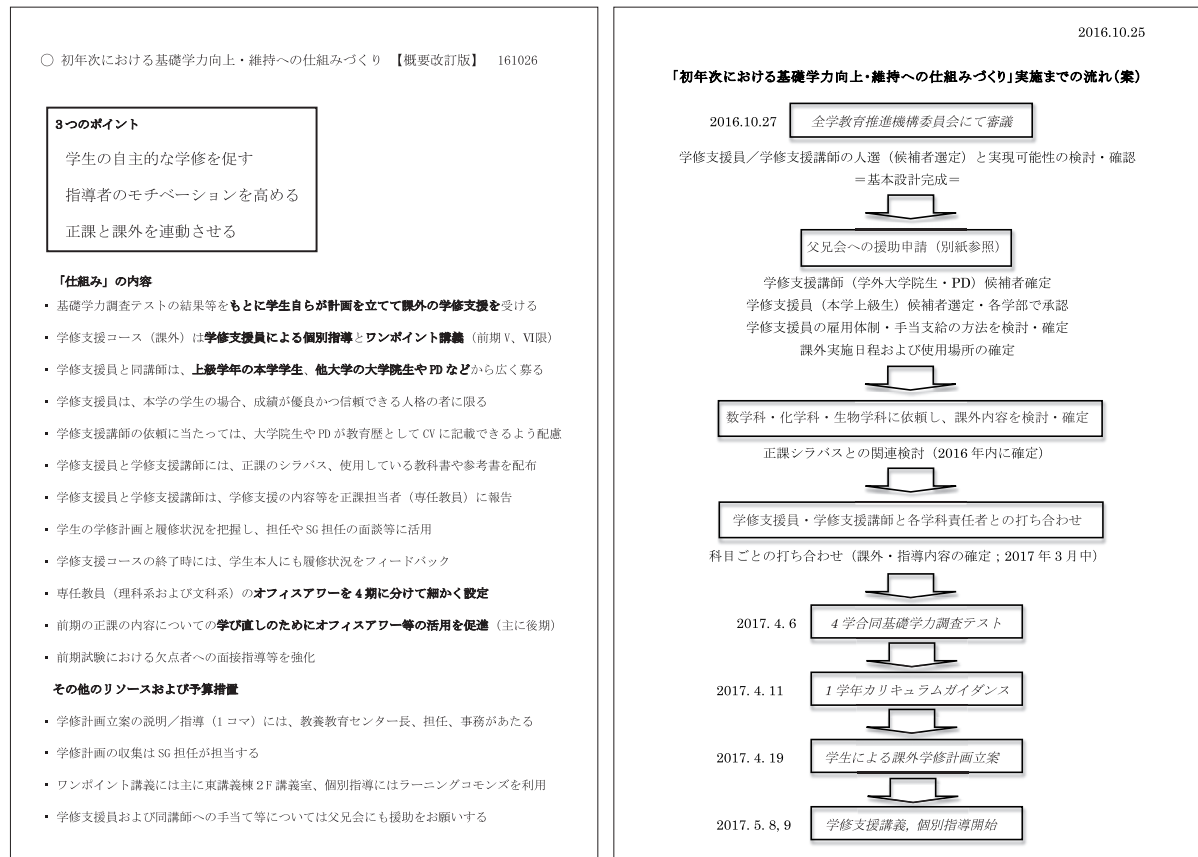 ○ 初年次における基礎学力向上・維持への仕組みづくり 【概要改訂版】 161026
3つのポイント
学生の自主的な学修を促す
指導者のモチベーションを高める
正課と課外を連動させる
「仕組み」の内容
▪ 基礎学力調査テストの結果等をもとに学生自らが計画を立てて課外の学修支援を受ける
▪ 学修支援コース（課外）は学修支援員による個別指導とワンポイント講義（前期Ⅴ、Ⅵ限）
▪ 学修支援員と同講師は、上級学年の本学学生、他大学の大学院生や PD などから広く募る
▪ 学修支援員は、本学の学生の場合、成績が優良かつ信頼できる人格の者に限る
▪ 学修支援講師の依頼に当たっては、大学院生や PD が教育歴として CV に記載できるよう配慮
▪ 学修支援員と学修支援講師には、正課のシラバス、使用している教科書や参考書を配布
▪ 学修支援員と学修支援講師は、学修支援の内容等を正課担当者（専任教員）に報告
▪ 学生の学修計画と履修状況を把握し、担任や SG 担任の面談等に活用
▪ 学修支援コースの終了時には、学生本人にも履修状況をフィードバック
▪ 専任教員（理科系および文科系）のオフィスアワーを 4 期に分けて細かく設定
▪ 前期の正課の内容についての学び直しのためにオフィスアワー等の活用を促進（主に後期）
▪ 前期試験における欠点者への面接指導等を強化
その他のリソースおよび予算措置
▪ 学修計画立案の説明／指導（1 コマ）には、教養教育センター長、担任、事務があたる
▪ 学修計画の収集は SG 担任が担当する
▪ ワンポイント講義には主に東講義棟２F 講義室、個別指導にはラーニングコモンズを利用
▪ 学修支援員および同講師への手当て等については父兄会にも援助をお願いする
2016.10.25
「初年次における基礎学力向上・維持への仕組みづくり」実施までの流れ（案）
2016.10.27 全学教育推進機構委員会にて審議
学修支援員／学修支援講師の人選（候補者選定）と実現可能性の検討・確認
＝基本設計完成＝
父兄会への援助申請（別紙参照）
学修支援講師（学外大学院生・PD）候補者確定
学修支援員（本学上級生）候補者選定・各学部で承認
学修支援員の雇用体制・手当支給の方法を検討・確定
課外実施日程および使用場所の確定
数学科・化学科・生物学科に依頼し、課外内容を検討・確定
正課シラバスとの関連検討（2016 年内に確定）
学修支援員・学修支援講師と各学科責任者との打ち合わせ
科目ごとの打ち合わせ（課外・指導内容の確定；2017 年 3 月中）
2017. 4. 6 4 学合同基礎学力調査テスト
2017. 4. 11 1 学年カリキュラムガイダンス
2017. 4. 19 学生による課外学修計画立案
2017. 5. 8, 9 学修支援講義, 個別指導開始